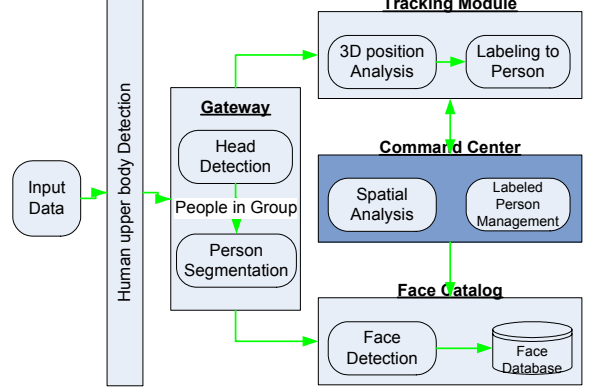 Tracking Module
3D position
Analysis
Labeling to
Person
Gateway
Head
Detection
People in Group
Person
Segmentation
Human upper body Detection
Input
Data
Command Center
Spatial
Analysis
Labeled
Person
Management
Face Catalog
Face
Detection
Face
Database